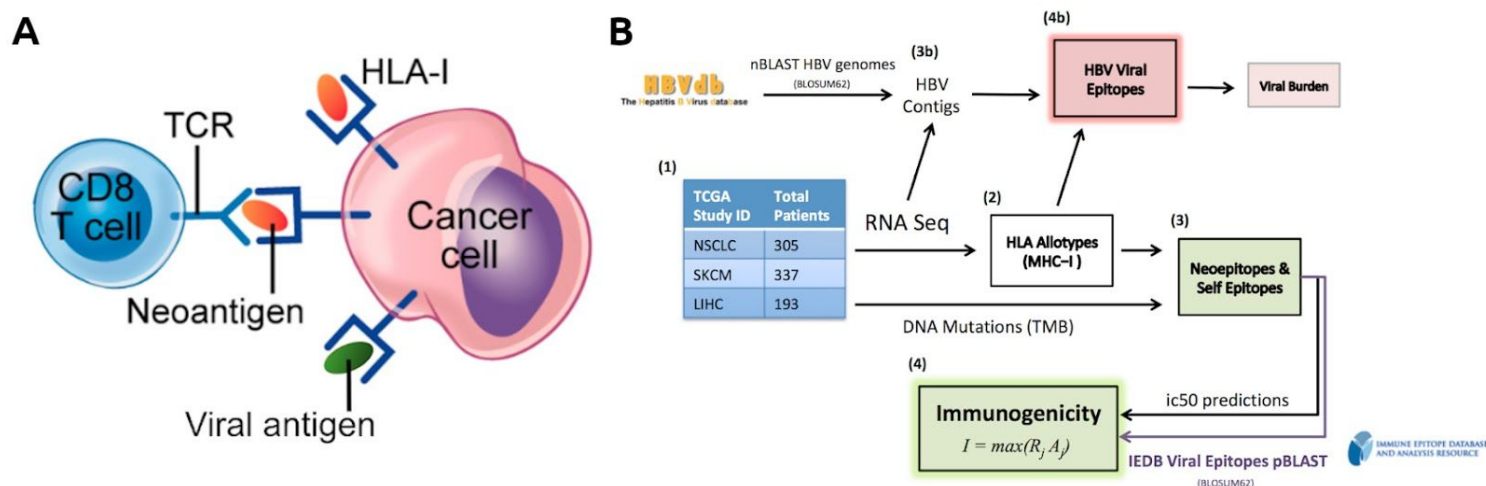 A
HLA-I
TCR
CD8
T cell
Cancer
cell
Neoantigen
Viral antigen
B
(4b)
nBLAST HBV genomes
(BLOSUM62)
(3b)
HBVdb
The Hepatitis B Virus database
HBV
Contigs
HBV Viral
Epitopes
Viral Burden
(1)
TCGA Total
Study ID Patients
NSCLC 305
SKCM 337
LIHC 193
RNA Seq
(2)
HLA Allotypes
(MHC–I )
(3)
Neoepitopes &
Self Epitopes
DNA Mutations (TMB)
(4)
Immunogenicity
I = max(Rj Aj)
ic50 predictions
IEDB Viral Epitopes pBLAST
(BLOSUM62)
IMMUNE EPITOPE DATABASE
AND ANALYSIS RESOURCE